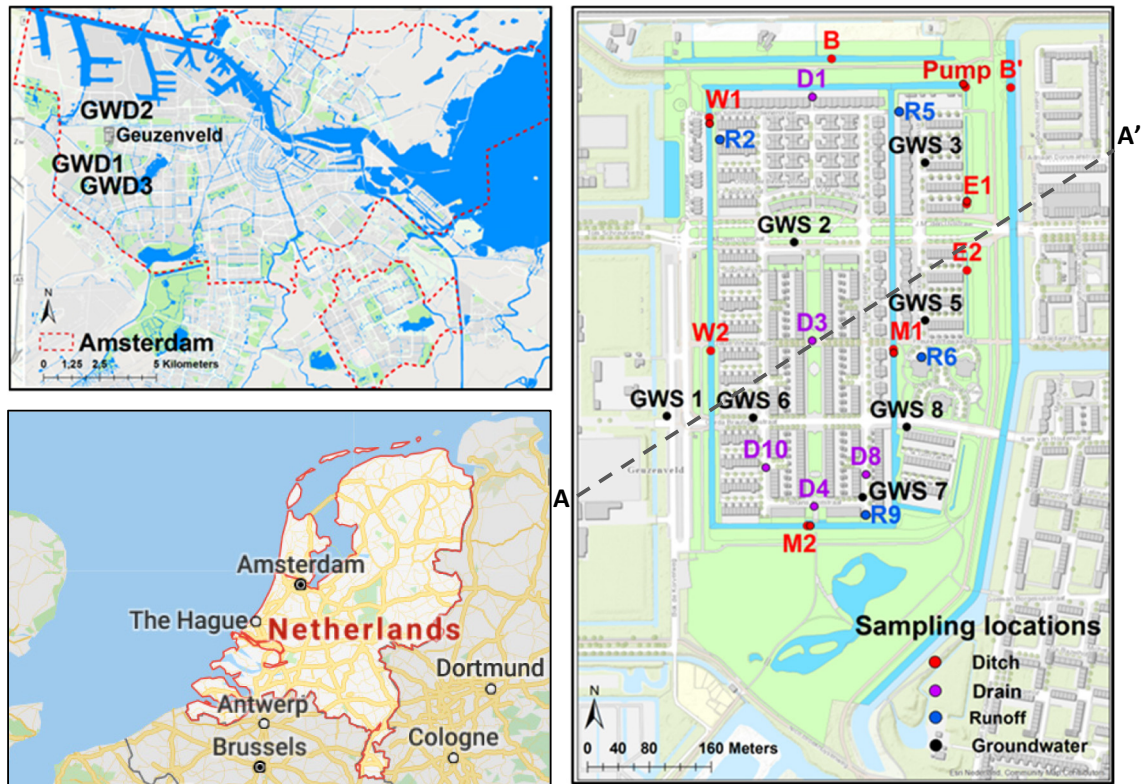 GWD2
Geuzenveld
GWD1
GWD3
N
Amsterdam
0 1.25 2.5 5 Kilometers
Amsterdam
The Hague
Netherlands
Dortmund
Antwerp
Brussels
Cologne
B
D1
Pump B'
W1
R5
R2
GWS 3
A'
E1
GWS 2
E2
GWS 5
W2
D3
M1
R6
GWS 1
GWS 6
GWS 8
D10
Geuzenveld
D8
A
D4
GWS 7
R9
M2
Sampling locations
Ditch
Drain
Runoff
Groundwater
N
0 40 80 160 Meters